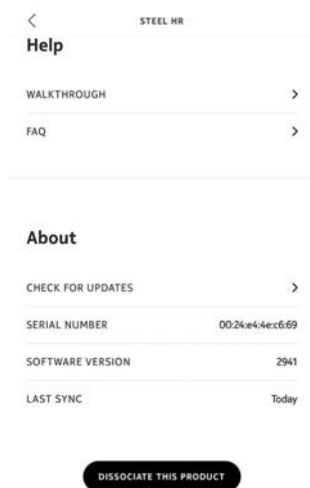 STEEL HR
Help
WALKTHROUGH
FAQ
About
CHECK FOR UPDATES
SERIAL NUMBER 00:24:e4:4e:c6:69
SOFTWARE VERSION 2941
LAST SYNC Today
DISSOCIATE THIS PRODUCT